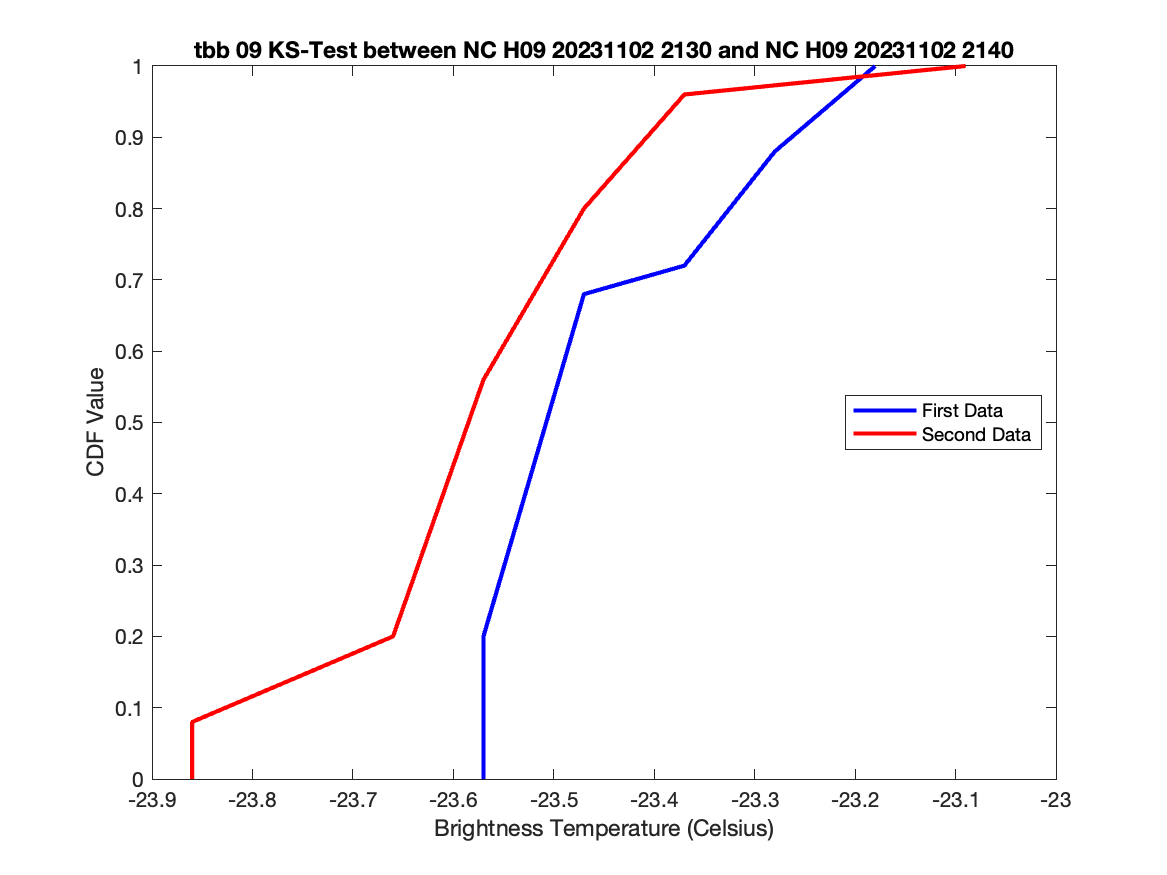 tbb 09 KS-Test between NC H09 20231102 2130 and NC H09 20231102 2140
1
0.9
0.8
0.7
0.6
0.5
0.4
0.3
0.2
0.1
0
CDF Value
First Data
Second Data
-23.9 -23.8 -23.7 -23.6 -23.5 -23.4 -23.3 -23.2 -23.1 -23
Brightness Temperature (Celsius)